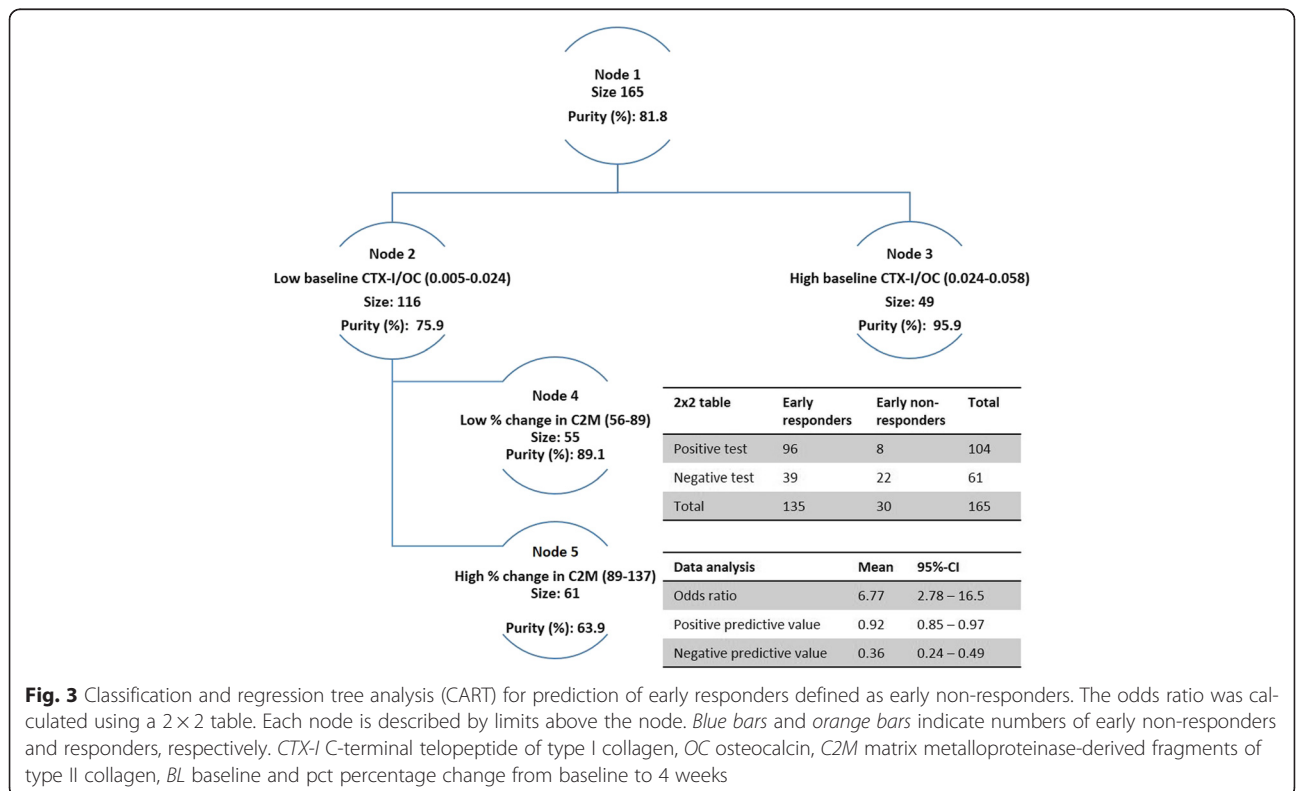 Node 1
Size 165
Purity (%): 81.8
Node 2
Low baseline CTX-I/OC (0.005-0.024)
Size: 116
Purity (%): 75.9
Node 3
High baseline CTX-I/OC (0.024-0.058)
Size: 49
Purity (%): 95.9
Node 4
Low % change in C2M (56-89)
Size: 55
Purity (%): 89.1
Node 5
High % change in C2M (89-137)
Size: 61
Purity (%): 63.9
2x2 table Early responders Early non-responders Total
Positive test 96 8 104
Negative test 39 22 61
Total 135 30 165
Data analysis Mean 95%-CI
Odds ratio 6.77 2.78 – 16.5
Positive predictive value 0.92 0.85 – 0.97
Negative predictive value 0.36 0.24 – 0.49
Fig. 3 Classification and regression tree analysis (CART) for prediction of early responders defined as early non-responders. The odds ratio was cal-
culated using a 2 × 2 table. Each node is described by limits above the node. Blue bars and orange bars indicate numbers of early non-responders
and responders, respectively. CTX-I C-terminal telopeptide of type I collagen, OC osteocalcin, C2M matrix metalloproteinase-derived fragments of
type II collagen, BL baseline and pct percentage change from baseline to 4 weeks